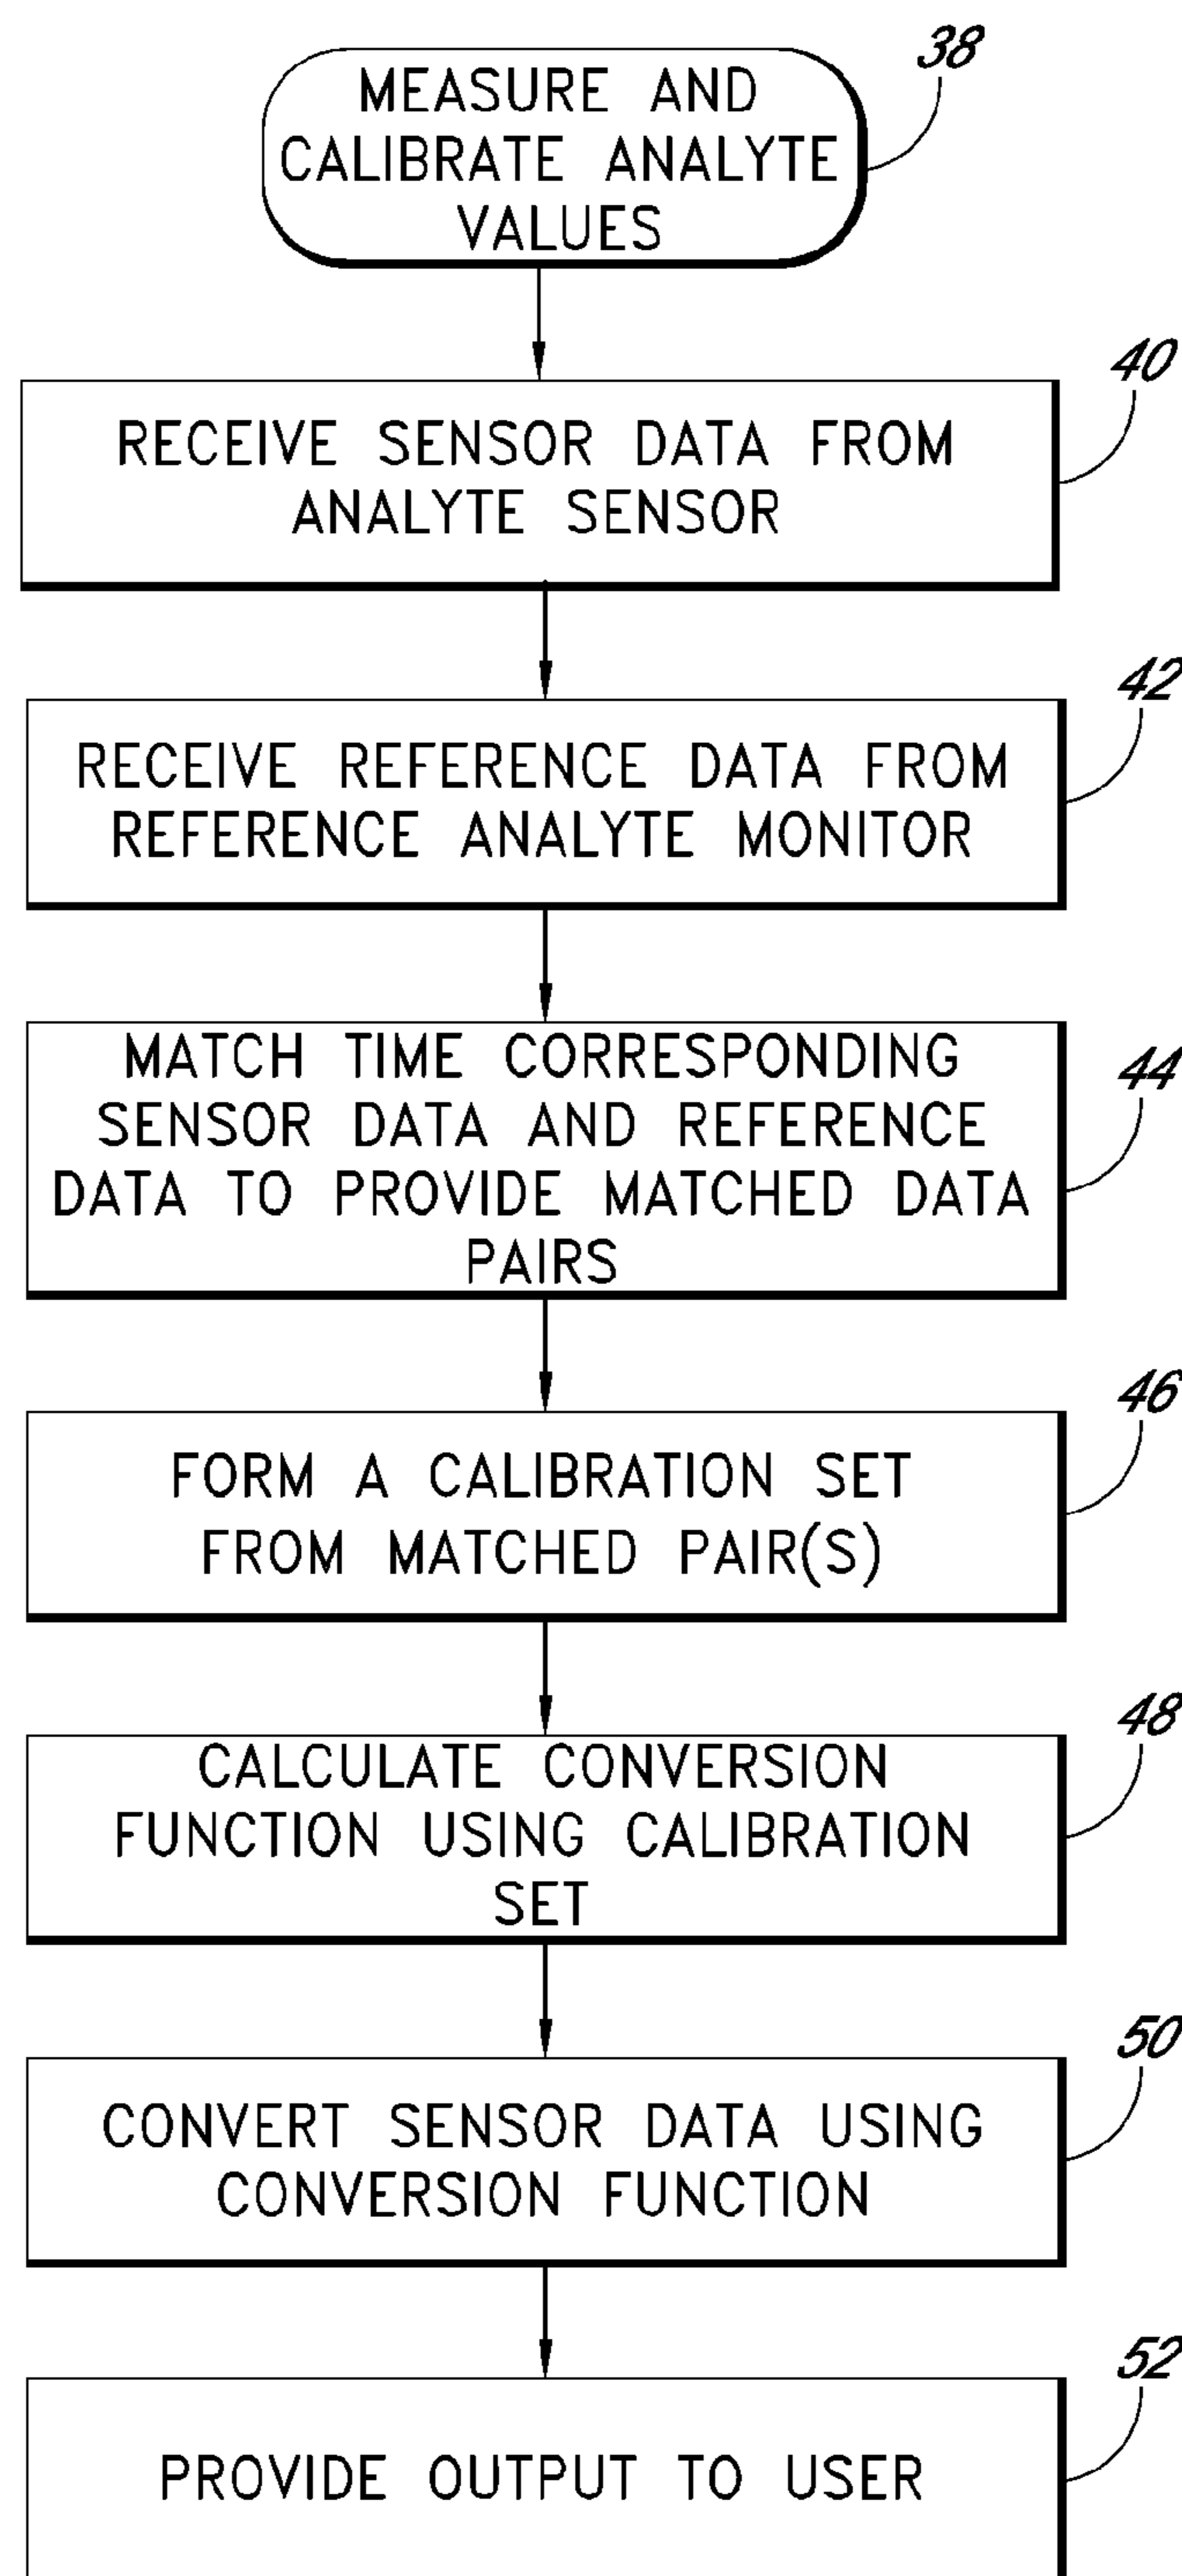 38
MEASURE AND
CALIBRATE ANALYTE
VALUES
40
RECEIVE SENSOR DATA FROM
ANALYTE SENSOR
42
RECEIVE REFERENCE DATA FROM
REFERENCE ANALYTE MONITOR
44
MATCH TIME CORRESPONDING
SENSOR DATA AND REFERENCE
DATA TO PROVIDE MATCHED DATA
PAIRS
46
FORM A CALIBRATION SET
FROM MATCHED PAIR(S)
48
CALCULATE CONVERSION
FUNCTION USING CALIBRATION
SET
50
CONVERT SENSOR DATA USING
CONVERSION FUNCTION
52
PROVIDE OUTPUT TO USER